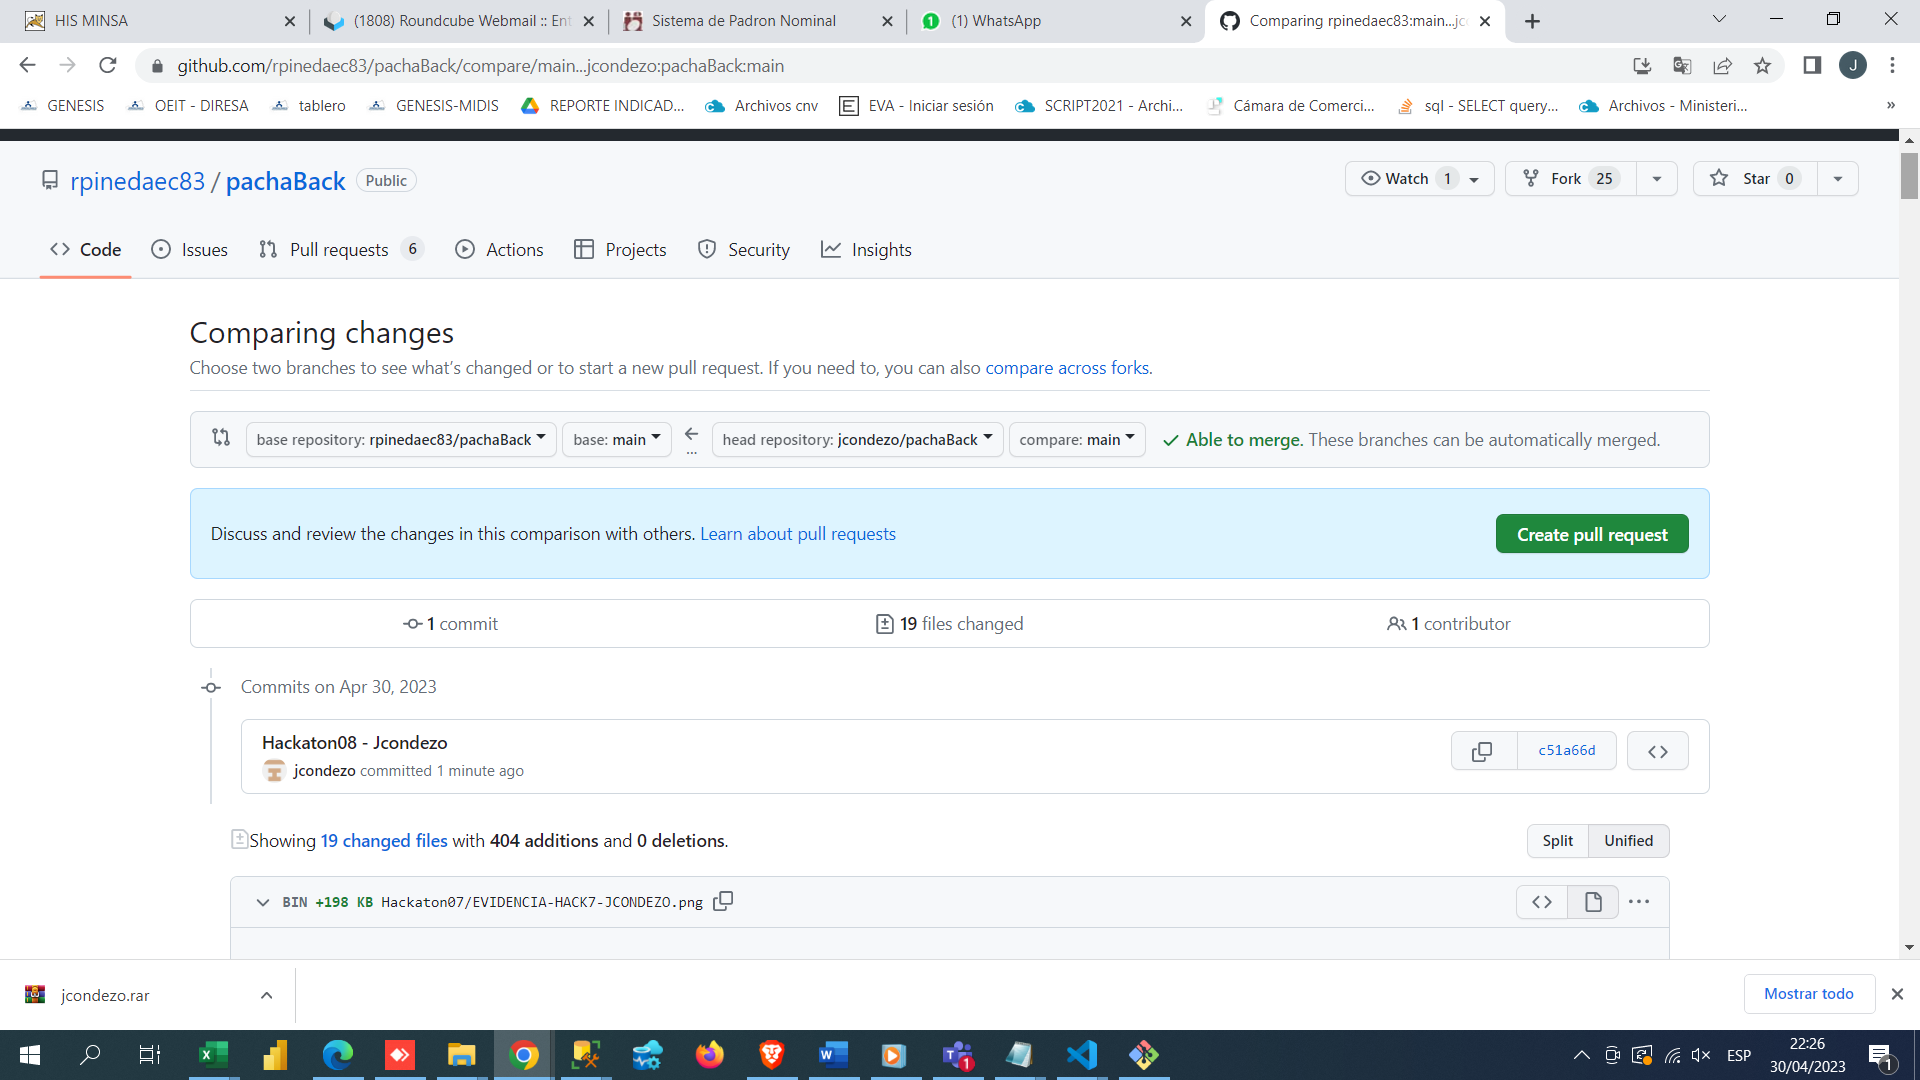 HIS MINSA
(1808) Roundcube Webmail :: Ent
Sistema de Padron Nominal
(1) WhatsApp
Comparing rpinedaec83:main...jc
github.com/rpinedaec83/pachaBack/compare/main...jcondezo:pachaBack:main
J
GENESIS
OEIT - DIRESA
tablero
GENESIS-MIDIS
REPORTE INDICAD...
Archivos cnv
EVA - Iniciar sesión
SCRIPT2021 - Archi...
Cámara de Comerci...
sql - SELECT query...
Archivos - Ministeri...
»
rpinedaec83 / pachaBack Public
Watch 1
Fork 25
Star 0
Code
Issues
Pull requests 6
Actions
Projects
Security
Insights
Comparing changes
Choose two branches to see what's changed or to start a new pull request. If you need to, you can also compare across forks.
base repository: rpinedaec83/pachaBack
base: main
...
head repository: jcondezo/pachaBack
compare: main
Able to merge. These branches can be automatically merged.
Discuss and review the changes in this comparison with others. Learn about pull requests
Create pull request
1 commit
19 files changed
1 contributor
Commits on Apr 30, 2023
Hackaton08 - Jcondezo
jcondezo committed 1 minute ago
c51a66d
Showing 19 changed files with 404 additions and 0 deletions.
Split
Unified
BIN +198 KB Hackaton07/EVIDENCIA-HACK7-JCONDEZO.png
jcondezo.rar
Mostrar todo
ESP
22:26
30/04/2023
1